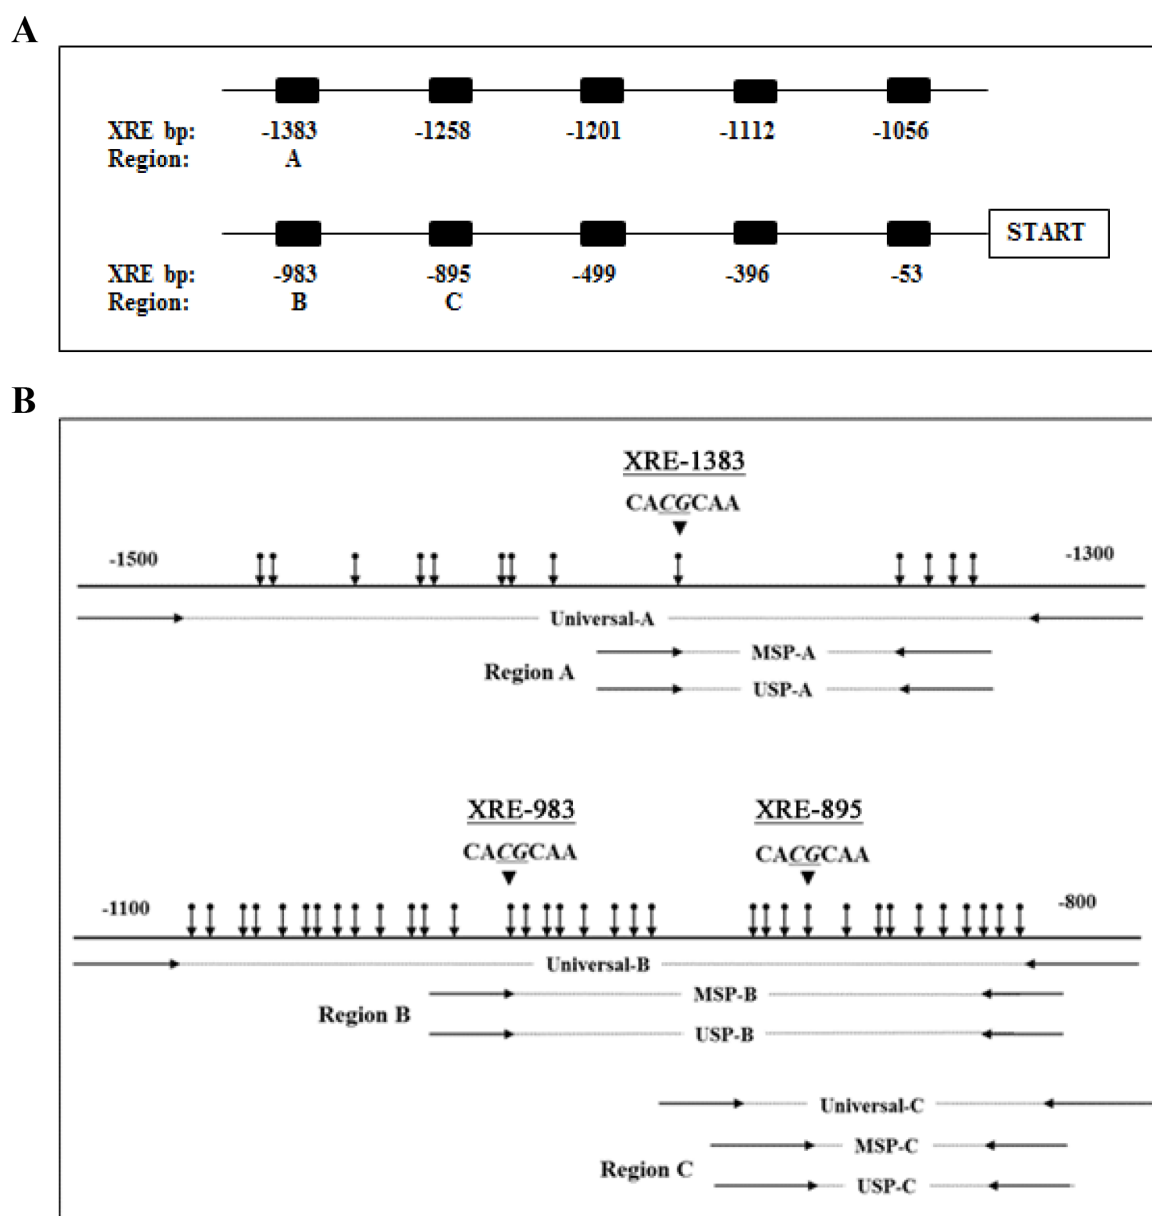 A
XRE bp: -1383 -1258 -1201 -1112 -1056
Region: A
START
XRE bp: -983 -895 -499 -396 -53
Region: B C
B
XRE-1383
CACGCAA
-1500 -1300
Universal-A
Region A MSP-A
USP-A
XRE-983 XRE-895
CACGCAA CACGCAA
-1100 -800
Universal-B
Region B MSP-B
USP-B
Universal-C
Region C MSP-C
USP-C